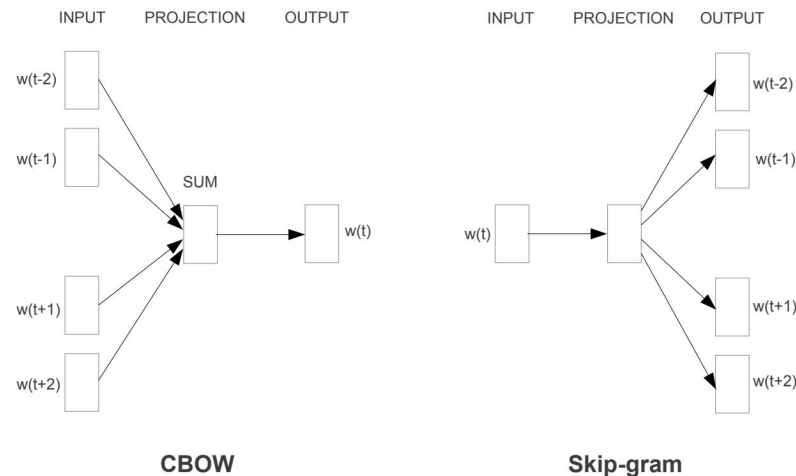 INPUT PROJECTION OUTPUT
w(t-2)
w(t-1)
SUM
w(t)
w(t+1)
w(t+2)
CBOW
INPUT PROJECTION OUTPUT
w(t-2)
w(t-1)
w(t)
w(t+1)
w(t+2)
Skip-gram